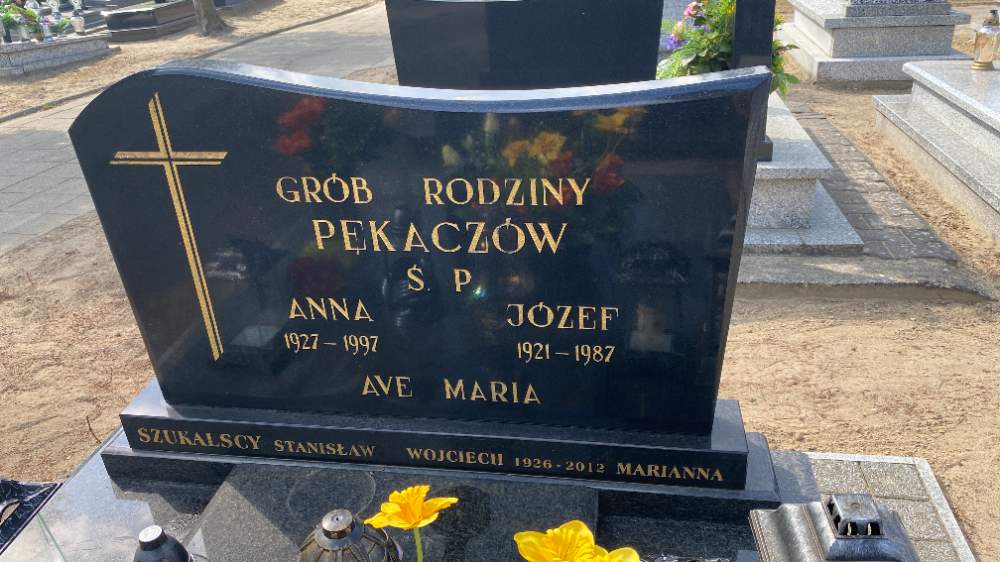 GRÓB RODZINY
PĘKACZÓW
Ś. P.
ANNA JÓZEF
1927-1997 1921-1987
AVE MARIA
SZUKALSCY STANISŁAW WOJCIECH 1926-2012 MARIANNA